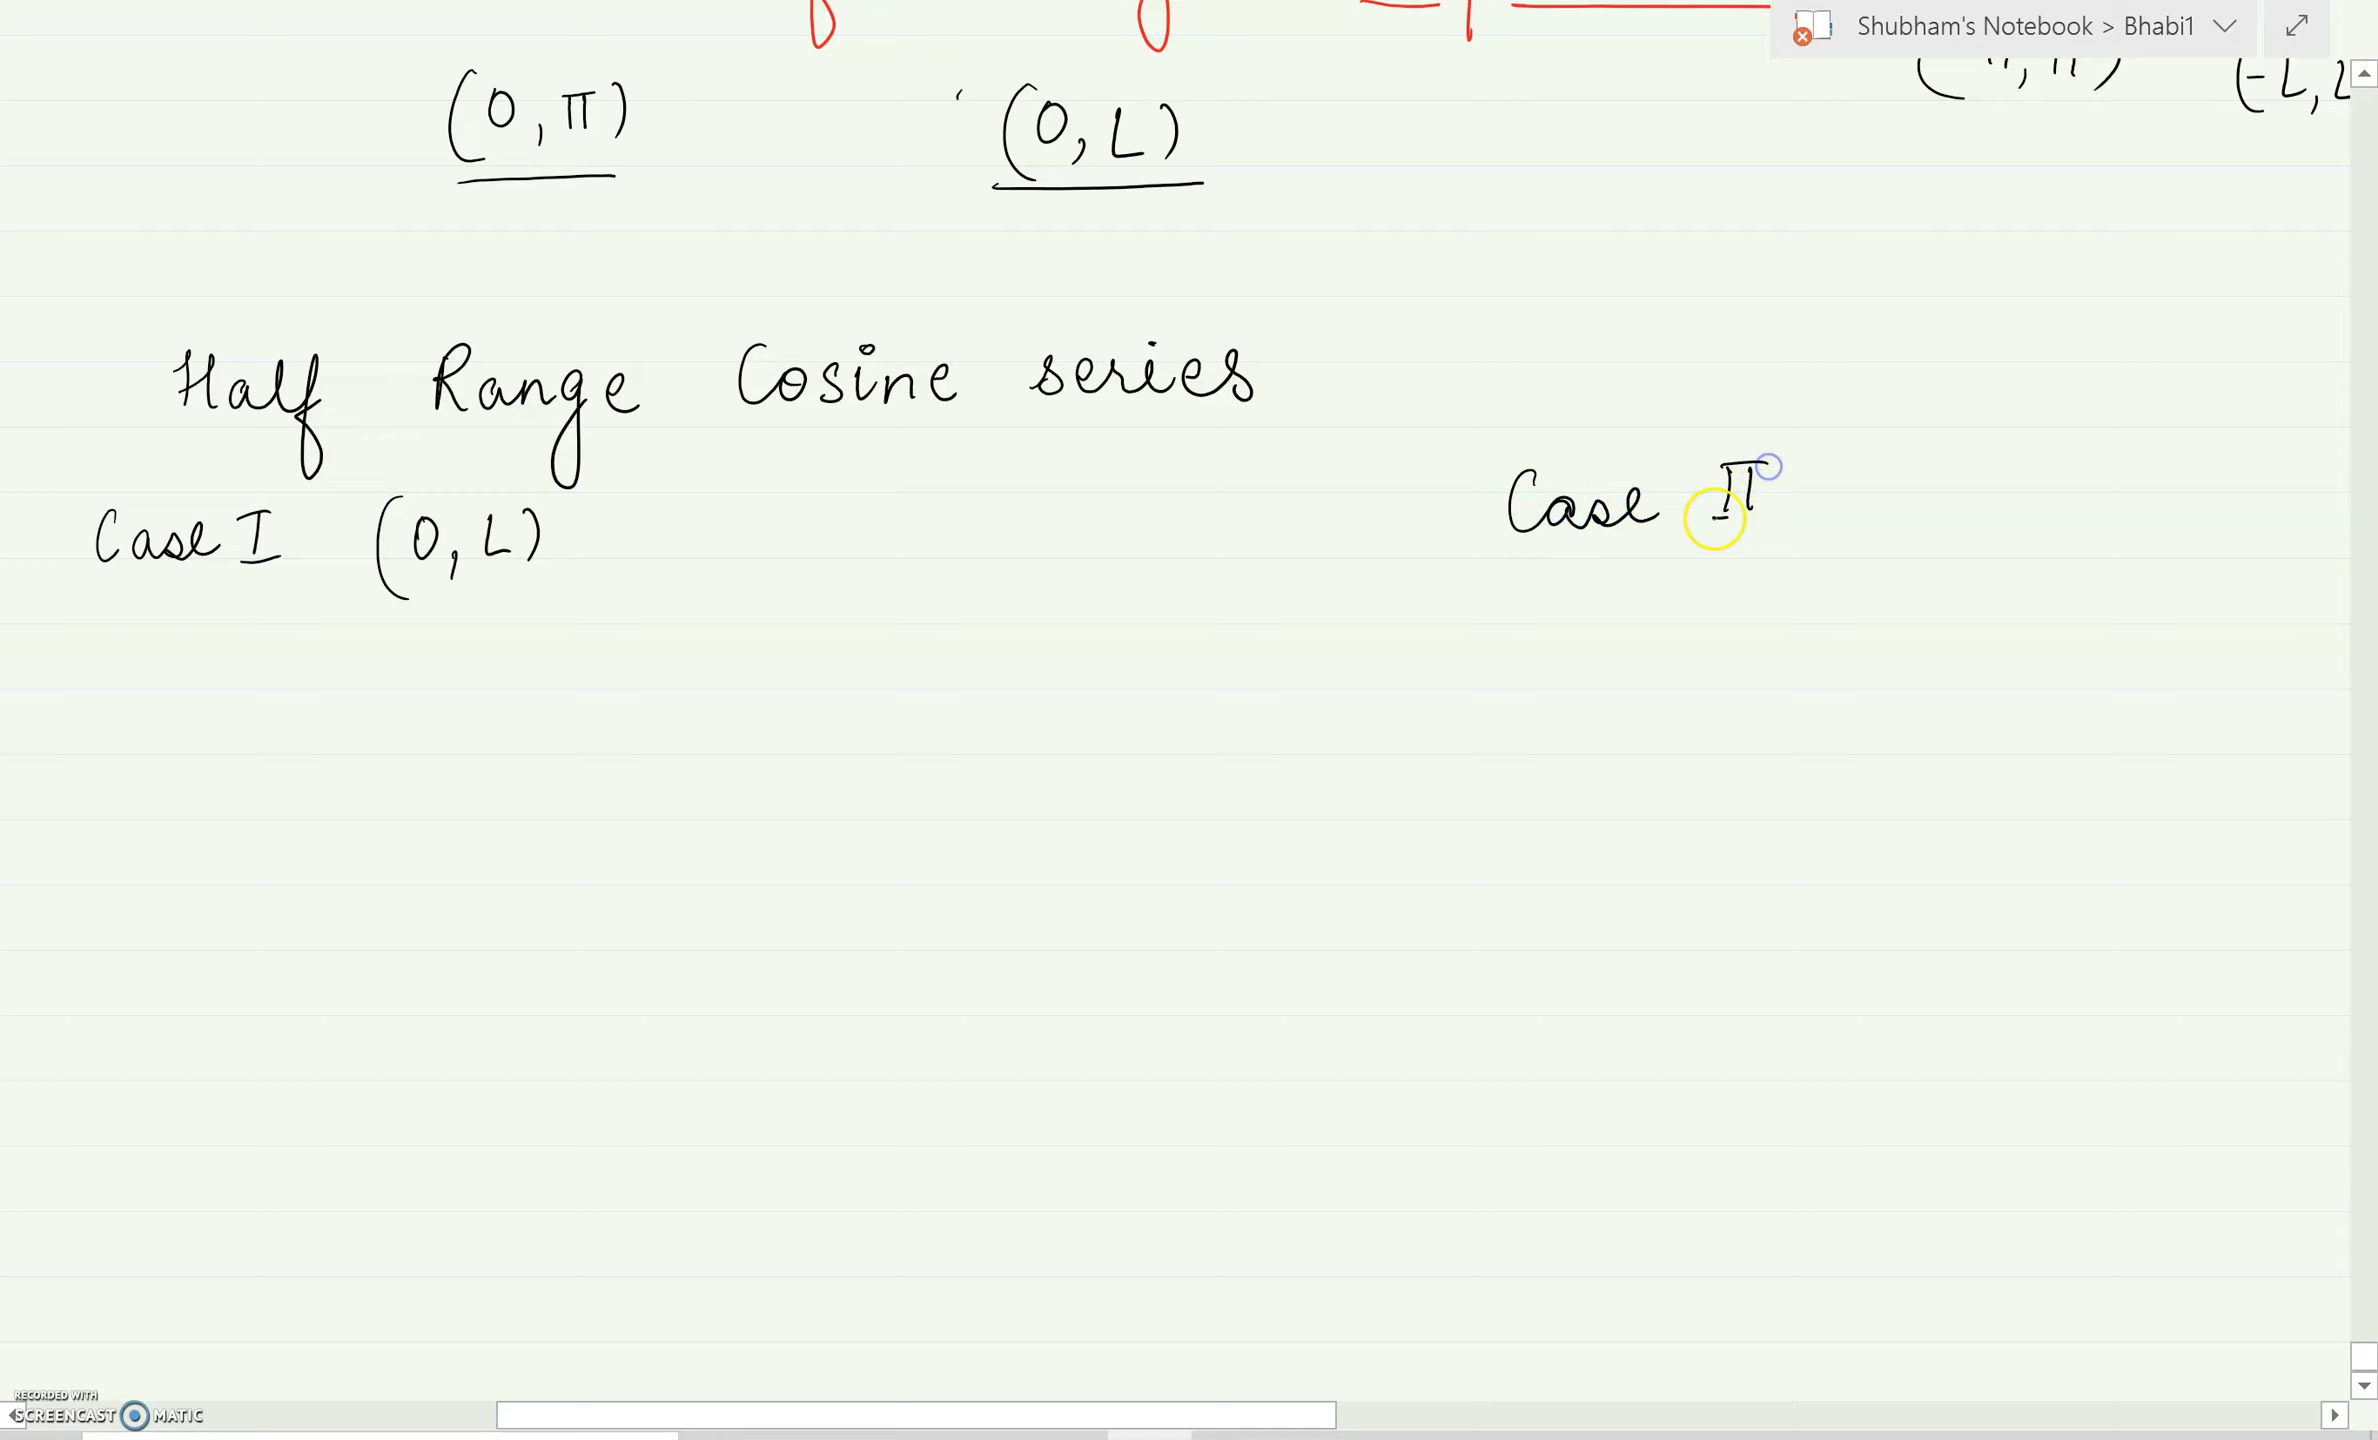 Shubham's Notebook > Bhabi1
(0, π) (0, L) (-L, L
Half Range Cosine series
Case I (0, L) Case II
RECORDED WITH
SCREENCAST MATIC